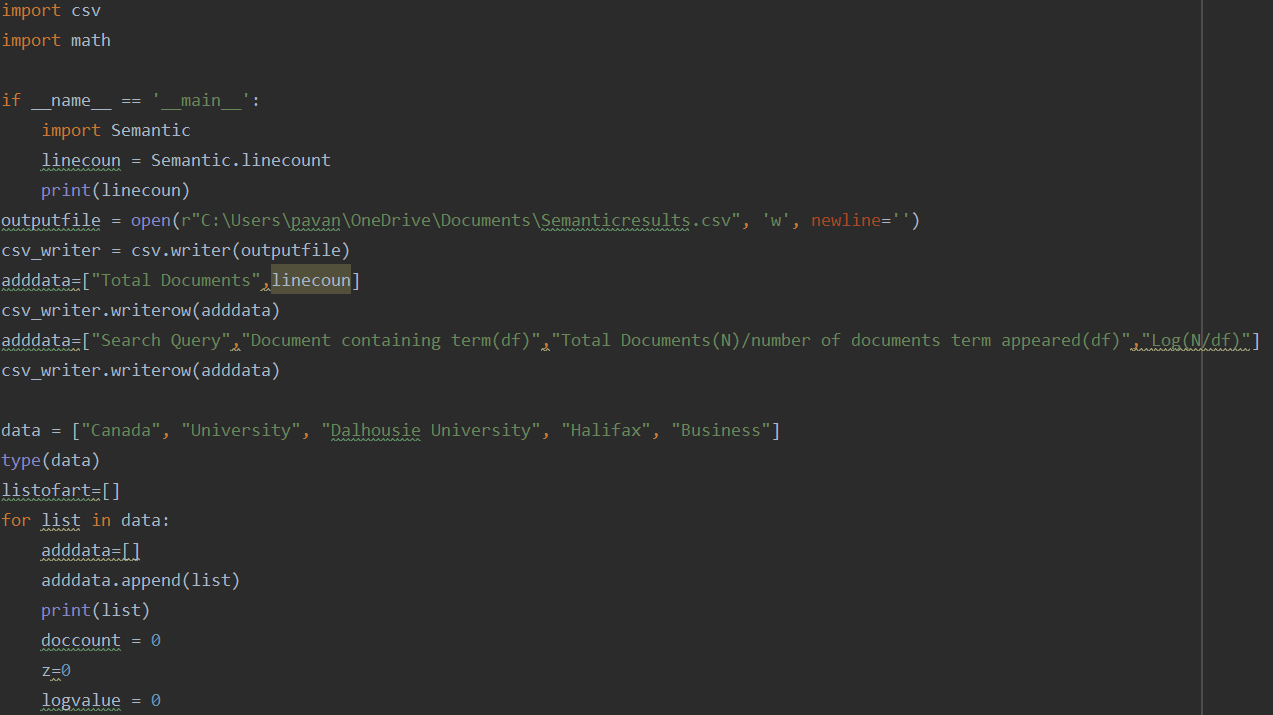 import csv
import math
if __name__ == '__main__':
    import Semantic
    linecoun = Semantic.linecount
    print(linecoun)
outputfile = open(r"C:\Users\pavan\OneDrive\Documents\Semanticresults.csv", 'w', newline='')
csv_writer = csv.writer(outputfile)
adddata=["Total Documents",linecoun]
csv_writer.writerow(adddata)
adddata=["Search Query","Document containing term(df)","Total Documents(N)/number of documents term appeared(df)","Log(N/df)"]
csv_writer.writerow(adddata)
data = ["Canada", "University", "Dalhousie University", "Halifax", "Business"]
type(data)
listofart=[]
for list in data:
    adddata=[]
    adddata.append(list)
    print(list)
    doccount = 0
    z=0
    logvalue = 0